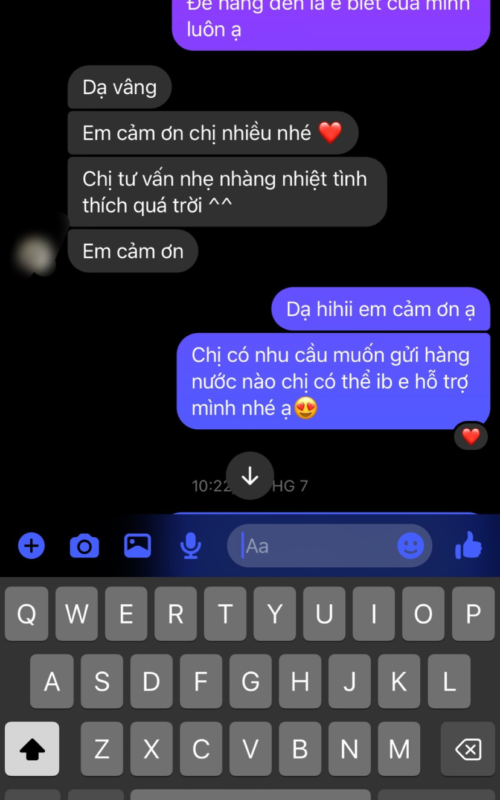 Để hàng đến là e biết của mình
luôn ạ
Dạ vâng
Em cảm ơn chị nhiều nhé ❤️
Chị tư vấn nhẹ nhàng nhiệt tình
thích quá trời ^^
Em cảm ơn
Dạ hihii em cảm ơn ạ
Chị có nhu cầu muốn gửi hàng
nước nào chị có thể ib e hỗ trợ
mình nhé ạ😍
❤️
10:22 HG 7
Aa
Q W E R T Y U I O P
A S D F G H J K L
Z X C V B N M